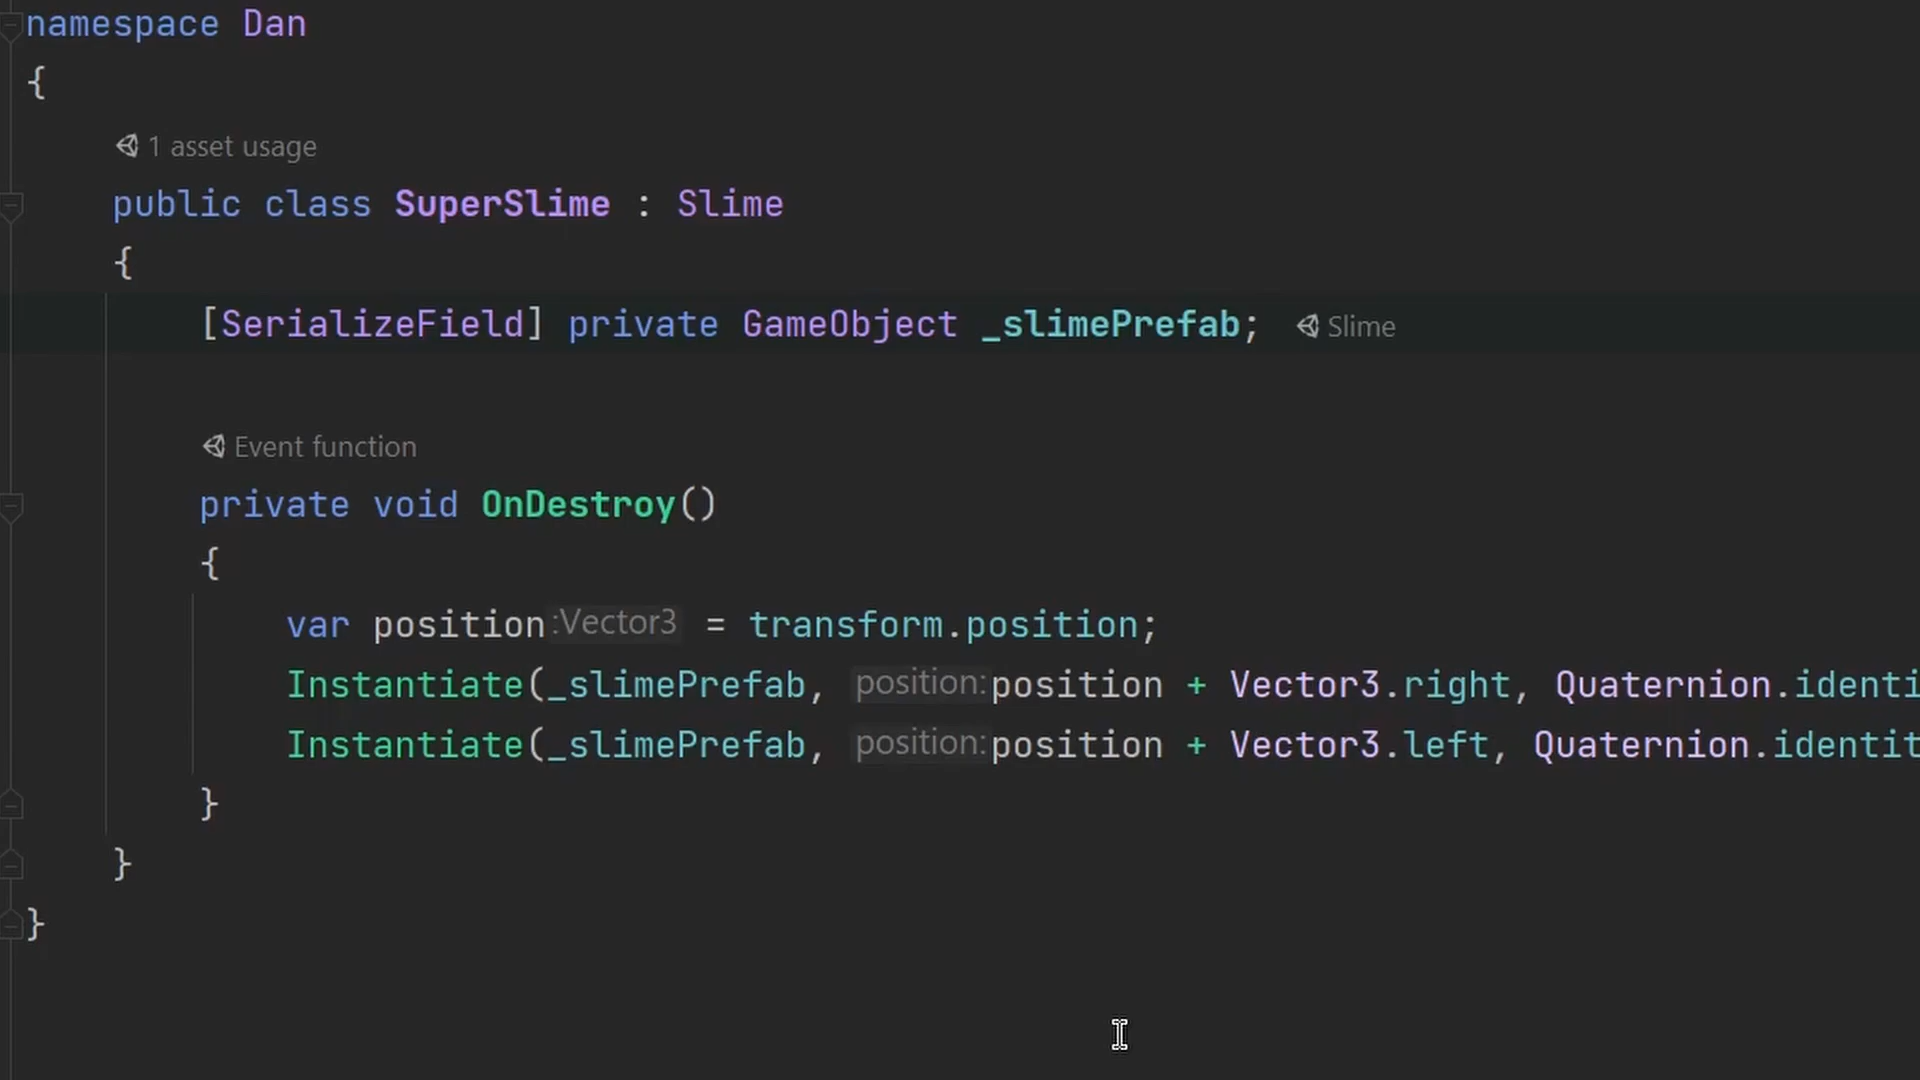 namespace Dan
{
1 asset usage
public class SuperSlime : Slime
{
[SerializeField] private GameObject _slimePrefab; Slime
Event function
private void OnDestroy()
{
var position :Vector3 = transform.position;
Instantiate(_slimePrefab, position: position + Vector3.right, Quaternion.identi
Instantiate(_slimePrefab, position: position + Vector3.left, Quaternion.identit
}
}
}